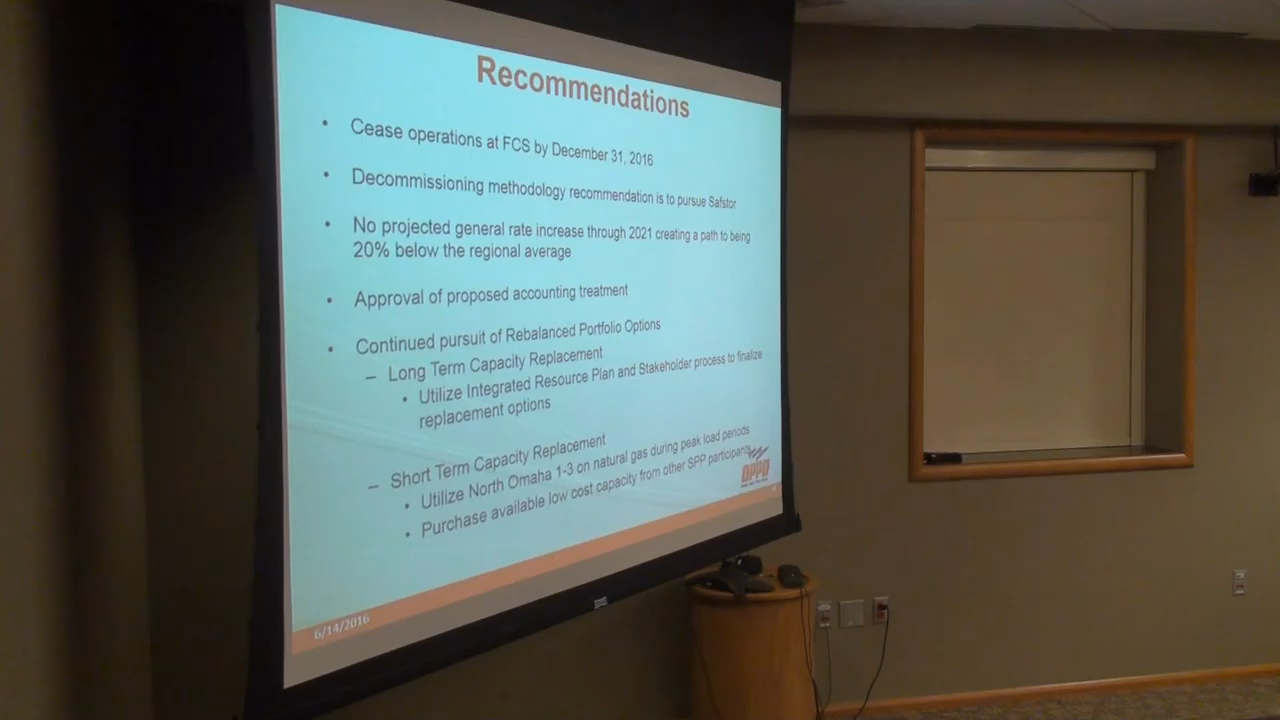 Recommendations
• Cease operations at FCS by December 31, 2016
• Decommissioning methodology recommendation is to pursue Safstor
• No projected general rate increase through 2021 creating a path to being
20% below the regional average
• Approval of proposed accounting treatment
• Continued pursuit of Rebalanced Portfolio Options
– Long Term Capacity Replacement
• Utilize Integrated Resource Plan and Stakeholder process to finalize
replacement options
– Short Term Capacity Replacement
• Utilize North Omaha 1-3 on natural gas during peak load periods
• Purchase available low cost capacity from other SPP participants
OPPD
6/14/2016